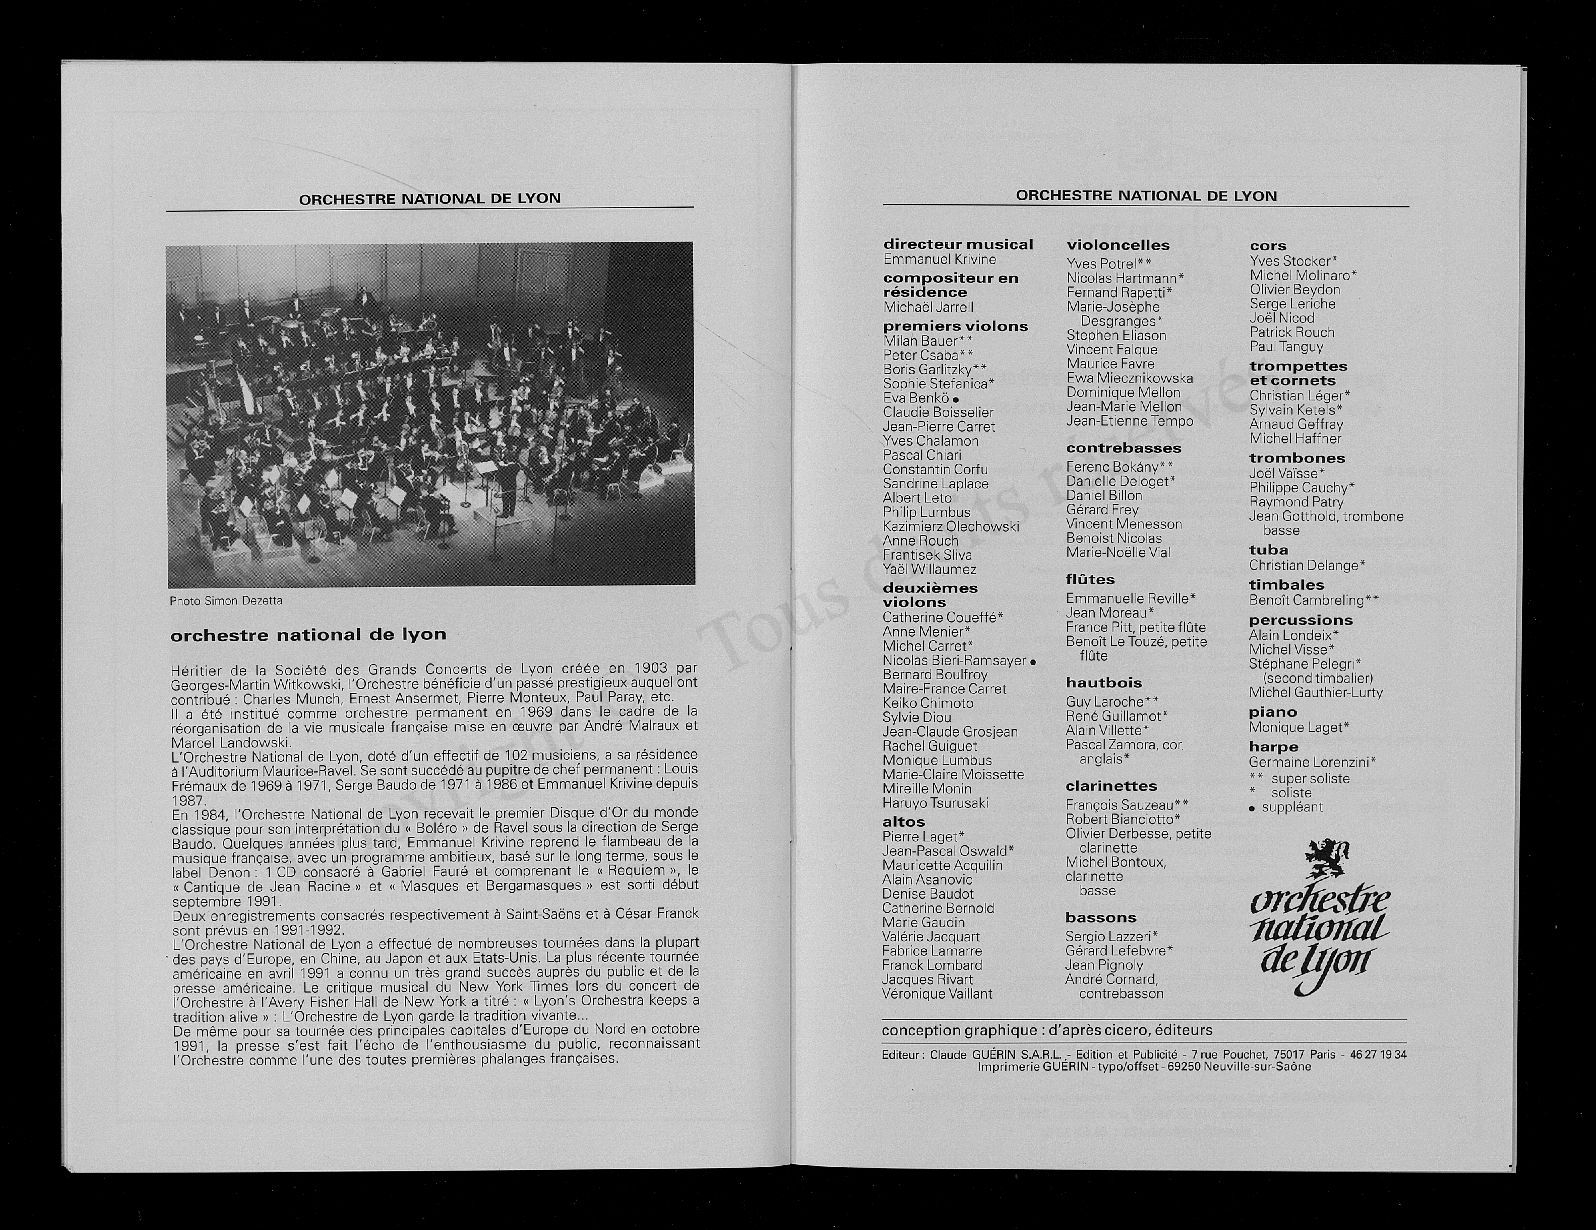 ORCHESTRE NATIONAL DE LYON
Photo Simon Dezetta
orchestre national de lyon
Héritier de la Société des Grands Concerts de Lyon créée en 1903 par
Georges-Martin Witkowski, l'Orchestre bénéficie d'un passé prestigieux auquel ont
contribué : Charles Munch, Ernest Ansermet, Pierre Monteux, Paul Paray, etc.
Il a été institué comme orchestre permanent en 1969 dans le cadre de la
réorganisation de la vie musicale française mise en œuvre par André Malraux et
Marcel Landowski.
L'Orchestre National de Lyon, doté d'un effectif de 102 musiciens, a sa résidence
à l'Auditorium Maurice-Ravel. Se sont succédé au pupitre de chef permanent : Louis
Frémaux de 1969 à 1971, Serge Baudo de 1971 à 1986 et Emmanuel Krivine depuis
1987.
En 1984, l'Orchestre National de Lyon recevait le premier Disque d'Or du monde
classique pour son interprétation du « Boléro » de Ravel sous la direction de Serge
Baudo. Quelques années plus tard, Emmanuel Krivine reprend le flambeau de la
musique française, avec un programme ambitieux, basé sur le long terme, sous le
label Denon : 1 CD consacré à Gabriel Fauré et comprenant le « Requiem », le
« Cantique de Jean Racine » et « Masques et Bergamasques » est sorti début
septembre 1991.
Deux enregistrements consacrés respectivement à Saint-Saëns et à César Franck
sont prévus en 1991-1992.
L'Orchestre National de Lyon a effectué de nombreuses tournées dans la plupart
des pays d'Europe, en Chine, au Japon et aux Etats-Unis. La plus récente tournée
américaine en avril 1991 a connu un très grand succès auprès du public et de la
presse américaine. Le critique musical du New York Times lors du concert de
l'Orchestre à l'Avery Fisher Hall de New York a titré : « Lyon's Orchestra keeps a
tradition alive » : L'Orchestre de Lyon garde la tradition vivante...
De même pour sa tournée des principales capitales d'Europe du Nord en octobre
1991, la presse s'est fait l'écho de l'enthousiasme du public, reconnaissant
l'Orchestre comme l'une des toutes premières phalanges françaises.
ORCHESTRE NATIONAL DE LYON
directeur musical
Emmanuel Krivine
compositeur en
résidence
Michaël Jarrell
premiers violons
Milan Bauer**
Peter Csaba**
Boris Garlitzky**
Sophie Stefanica*
Eva Benkö •
Claudie Boisselier
Jean-Pierre Carret
Yves Chalamon
Pascal Chiari
Constantin Corfu
Sandrine Laplace
Albert Leto
Philip Lumbus
Kazimierz Olechowski
Anne Rouch
Frantisek Sliva
Yaël Willaumez
deuxièmes
violons
Catherine Coueffé*
Anne Menier*
Michel Carret*
Nicolas Bieri-Ramsayer •
Bernard Boulfroy
Maire-France Carret
Keiko Chimoto
Sylvie Diou
Jean-Claude Grosjean
Rachel Guiguet
Monique Lumbus
Marie-Claire Moissette
Mireille Monin
Haruyo Tsurusaki
altos
Pierre Laget*
Jean-Pascal Oswald*
Mauricette Acquilin
Alain Asanovic
Denise Baudot
Catherine Bernold
Marie Gaudin
Valérie Jacquart
Fabrice Lamarre
Franck Lombard
Jacques Rivart
Véronique Vaillant
violoncelles
Yves Potrel**
Nicolas Hartmann*
Fernand Rapetti*
Marie-Josèphe
Desgranges*
Stephen Eliason
Vincent Falque
Maurice Favre
Ewa Miecznikowska
Dominique Mellon
Jean-Marie Mellon
Jean-Etienne Tempo
contrebasses
Ferenc Bokány**
Danielle Deloget*
Daniel Billon
Gérard Frey
Vincent Menesson
Benoist Nicolas
Marie-Noëlle Vial
flûtes
Emmanuelle Reville*
Jean Moreau*
France Pitt, petite flûte
Benoît Le Touzé, petite
flûte
hautbois
Guy Laroche**
René Guillamot*
Alain Villette*
Pascal Zamora, cor
anglais*
clarinettes
François Sauzeau**
Robert Bianciotto*
Olivier Derbesse, petite
clarinette
Michel Bontoux,
clarinette
basse
bassons
Sergio Lazzeri*
Gérard Lefebvre*
Jean Pignoly
André Cornard,
contrebasson
cors
Yves Stocker*
Michel Molinaro*
Olivier Beydon
Serge Leriche
Joël Nicod
Patrick Rouch
Paul Tanguy
trompettes
et cornets
Christian Léger*
Sylvain Ketels*
Arnaud Geffray
Michel Haffner
trombones
Joël Vaïsse*
Philippe Cauchy*
Raymond Patry
Jean Gotthold, trombone
basse
tuba
Christian Delange*
timbales
Benoît Cambreling**
percussions
Alain Londeix*
Michel Visse*
Stéphane Pelegri*
(second timbalier)
Michel Gauthier-Lurty
piano
Monique Laget*
harpe
Germaine Lorenzini*
** super soliste
* soliste
• suppléant
orchestre
national
de lyon
conception graphique : d'après cicero, éditeurs
Editeur : Claude GUÉRIN S.A.R.L. - Edition et Publicité - 7 rue Pouchet, 75017 Paris - 46 27 19 34
Imprimerie GUÉRIN - typo/offset - 69250 Neuville-sur-Saône